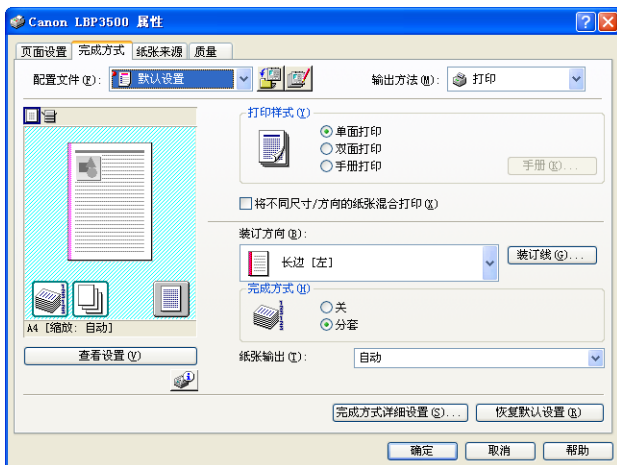 Canon LBP3500 属性
页面设置 完成方式 纸张来源 质量
配置文件(F): 默认设置 输出方法(M): 打印
打印样式(Y)
单面打印
双面打印
手册打印 手册(K)...
将不同尺寸/方向的纸张混合打印(X)
装订方向(B):
长边 [左] 装订线(G)...
完成方式(H)
关
分套
A4 [缩放: 自动]
查看设置(V) 纸张输出(T): 自动
完成方式详细设置(S)... 恢复默认设置(R)
确定 取消 帮助